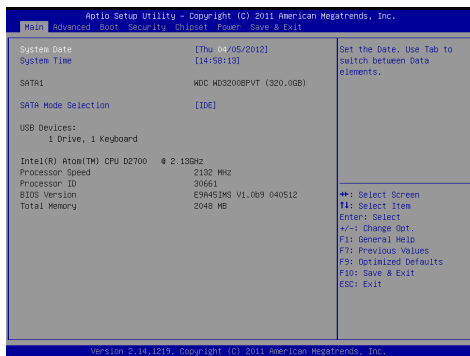 Aptio Setup Utility – Copyright (C) 2011 American Megatrends, Inc.
Main Advanced Boot Security Chipset Power Save & Exit
System Date [Thu 04/05/2012]
System Time [14:58:13]
SATA1 WDC WD3200BPVT (320.0GB)
SATA Mode Selection [IDE]
USB Devices:
1 Drive, 1 Keyboard
Intel(R) Atom(TM) CPU D2700 @ 2.13GHz
Processor Speed 2132 MHz
Processor ID 30661
BIOS Version E9A45IMS V1.0b9 040512
Total Memory 2048 MB
Set the Date. Use Tab to
switch between Data
elements.
→←: Select Screen
↑↓: Select Item
Enter: Select
+/-: Change Opt.
F1: General Help
F7: Previous Values
F9: Optimized Defaults
F10: Save & Exit
ESC: Exit
Version 2.14.1219. Copyright (C) 2011 American Megatrends, Inc.